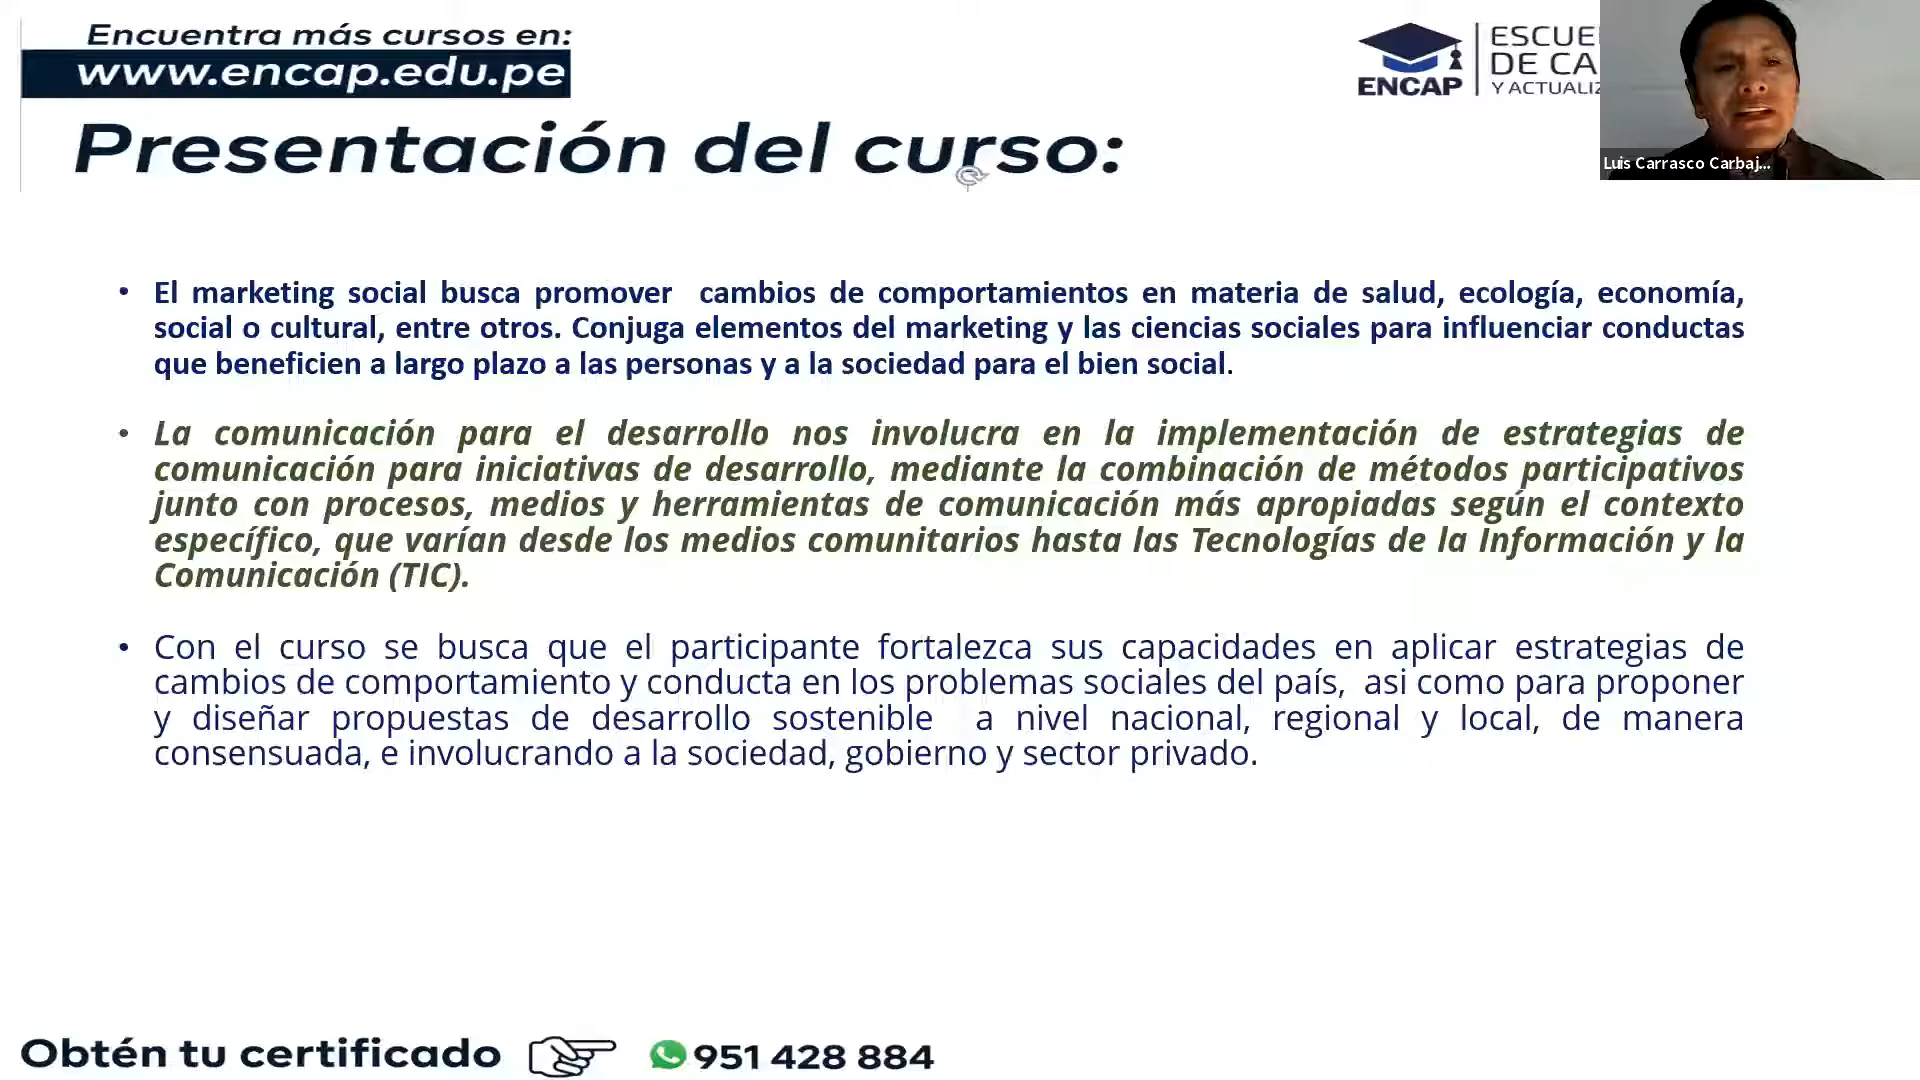 Encuentra más cursos en:
www.encap.edu.pe
ENCAP
ESCUE
DE CA
Y ACTUALIZ
Luis Carrasco Carbaj...
Presentación del curso:
• El marketing social busca promover cambios de comportamientos en materia de salud, ecología, economía,
social o cultural, entre otros. Conjuga elementos del marketing y las ciencias sociales para influenciar conductas
que beneficien a largo plazo a las personas y a la sociedad para el bien social.
• La comunicación para el desarrollo nos involucra en la implementación de estrategias de
comunicación para iniciativas de desarrollo, mediante la combinación de métodos participativos
junto con procesos, medios y herramientas de comunicación más apropiadas según el contexto
específico, que varían desde los medios comunitarios hasta las Tecnologías de la Información y la
Comunicación (TIC).
• Con el curso se busca que el participante fortalezca sus capacidades en aplicar estrategias de
cambios de comportamiento y conducta en los problemas sociales del país, asi como para proponer
y diseñar propuestas de desarrollo sostenible a nivel nacional, regional y local, de manera
consensuada, e involucrando a la sociedad, gobierno y sector privado.
Obtén tu certificado
951 428 884